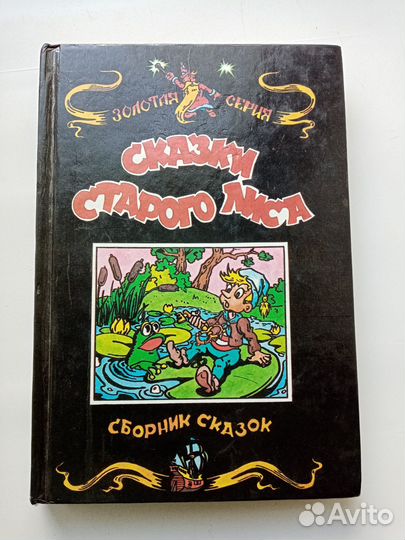 ЗОЛОТАЯ СЕРИЯ
СКАЗКИ
СТАРОГО ЛИСА
СБОРНИК СКАЗОК
Avito